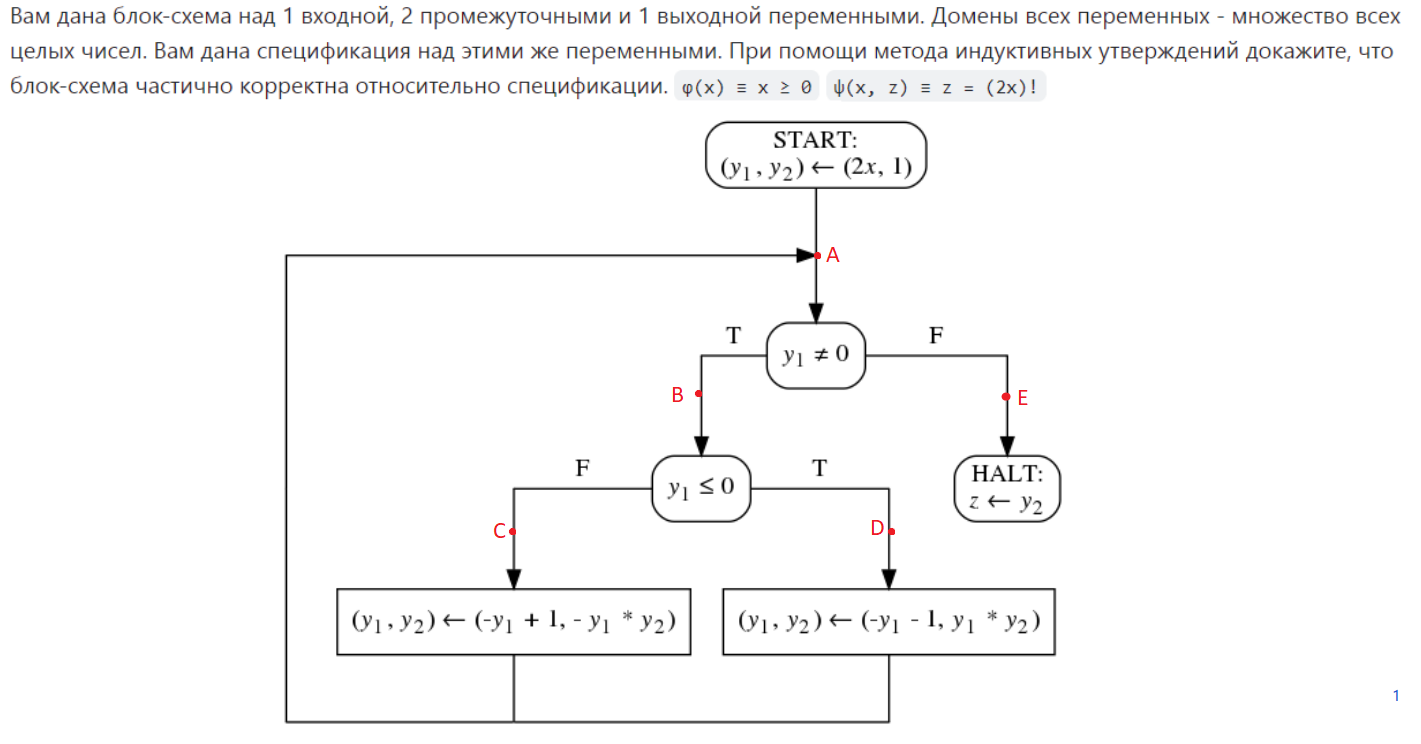 Вам дана блок-схема над 1 входной, 2 промежуточными и 1 выходной переменными. Домены всех переменных - множество всех
целых чисел. Вам дана спецификация над этими же переменными. При помощи метода индуктивных утверждений докажите, что
блок-схема частично корректна относительно спецификации. φ(x) ≡ x ≥ 0 ψ(x, z) ≡ z = (2x)!
START:
(y₁, y₂) ← (2x, 1)
A
T
F
y₁ ≠ 0
B
E
F
T
y₁ ≤ 0
HALT:
z ← y₂
C
D
(y₁, y₂) ← (-y₁ + 1, - y₁ * y₂)
(y₁, y₂) ← (-y₁ - 1, y₁ * y₂)
1